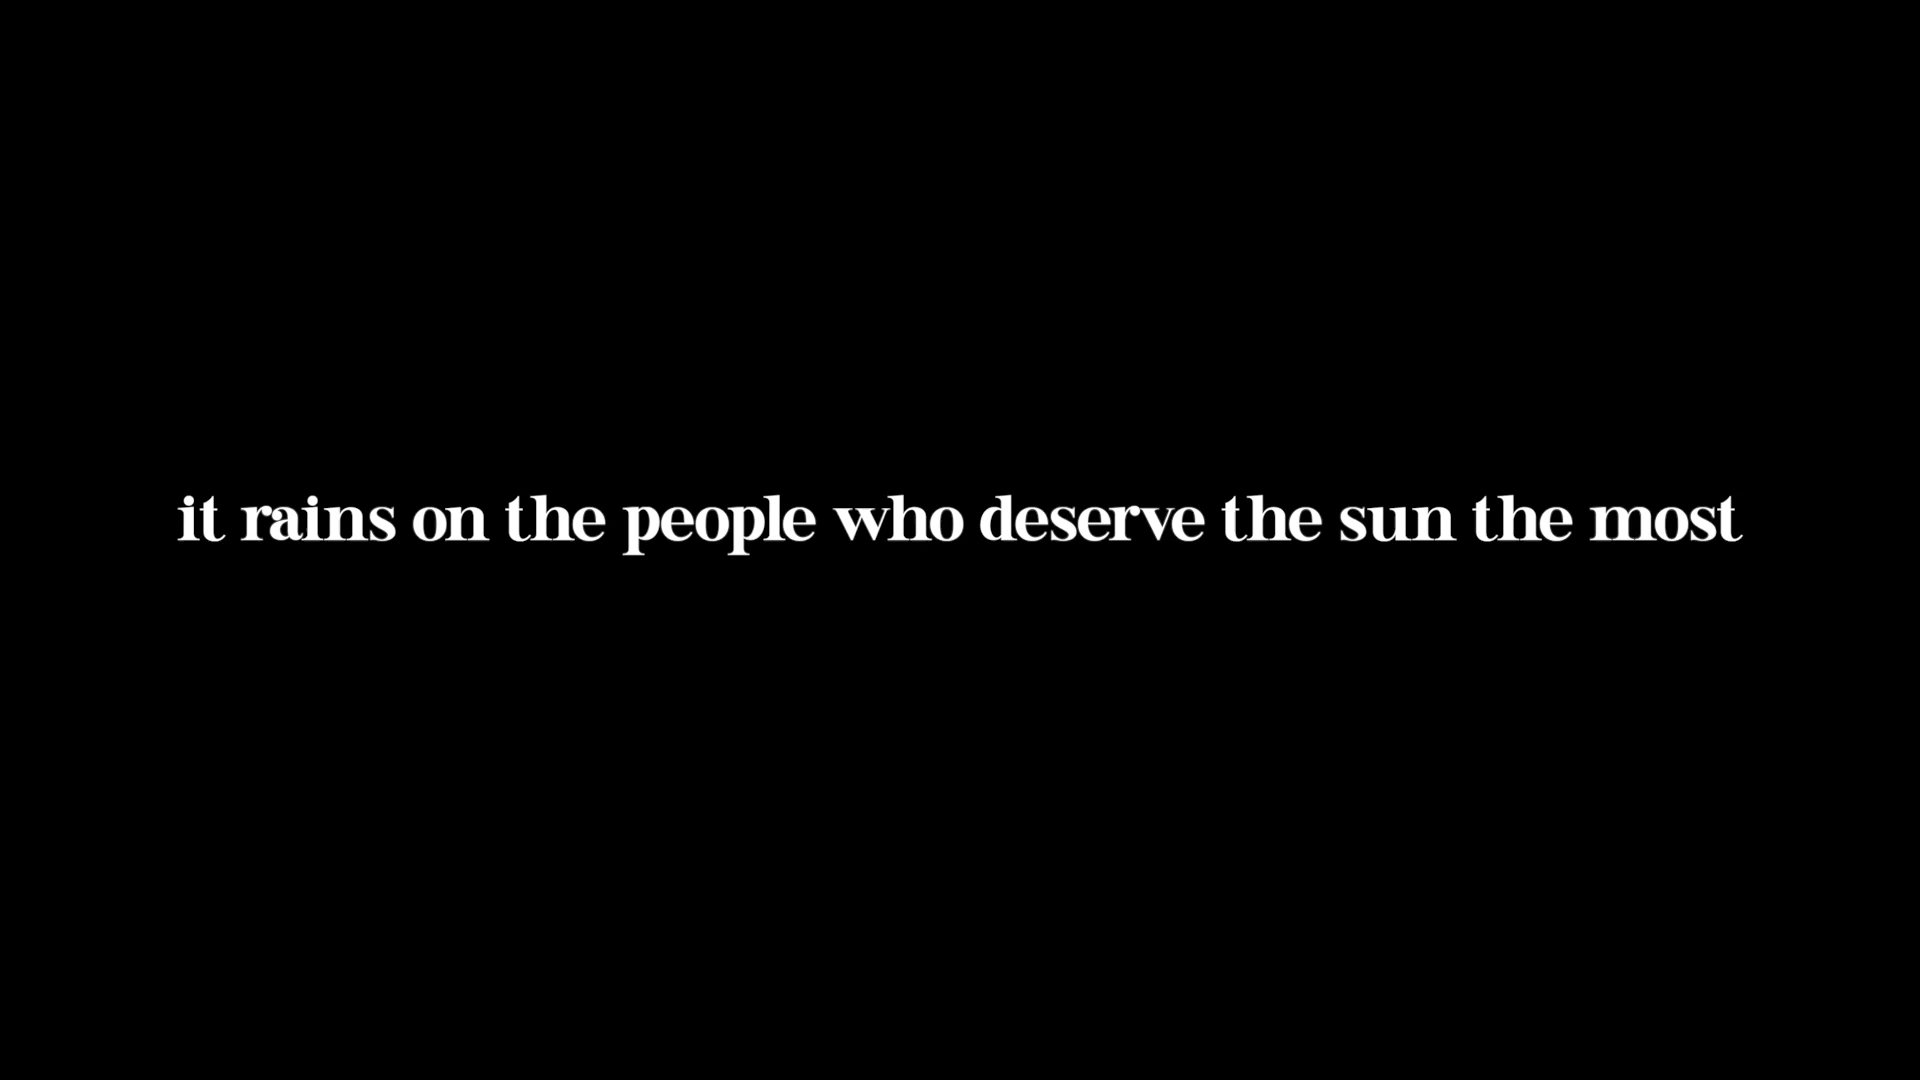 it rains on the people who deserve the sun the most